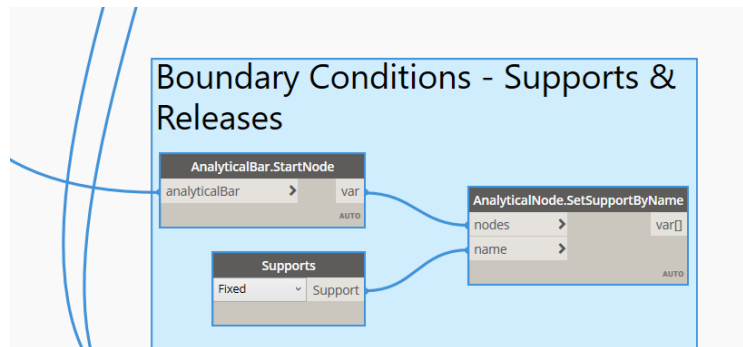 Boundary Conditions - Supports &
Releases
AnalyticalBar.StartNode
analyticalBar > var
AUTO
AnalyticalNode.SetSupportByName
nodes > var[]
name >
AUTO
Supports
Fixed Support